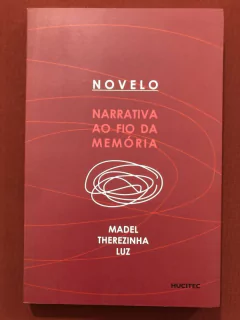 NOVELO
NARRATIVA
AO FIO DA
MEMÓRIA
MADEL
THEREZINHA
LUZ
HUCITEC